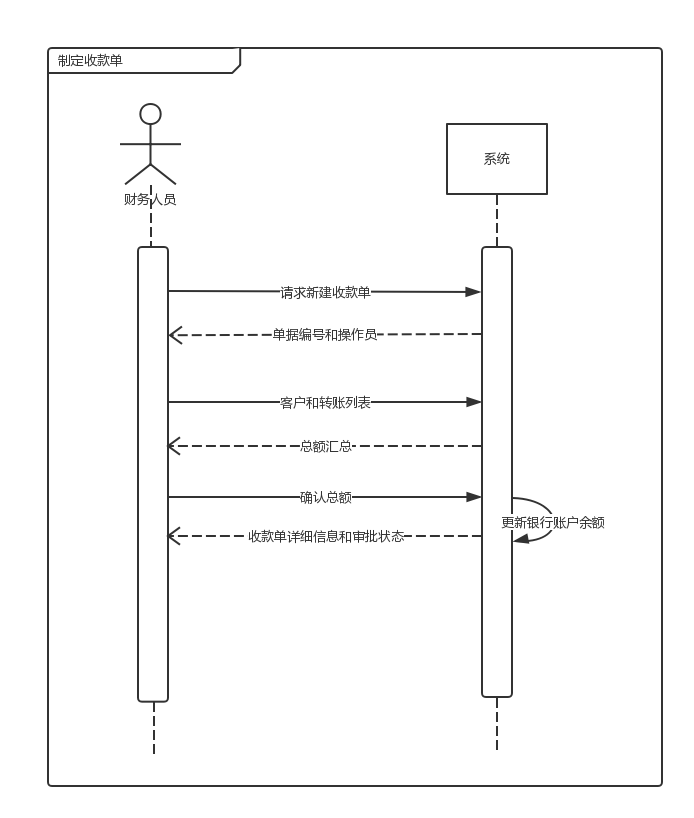 制定收款单
系统
财务人员
请求新建收款单
单据编号和操作员
客户和转账列表
总额汇总
确认总额
更新银行账户余额
收款单详细信息和审批状态